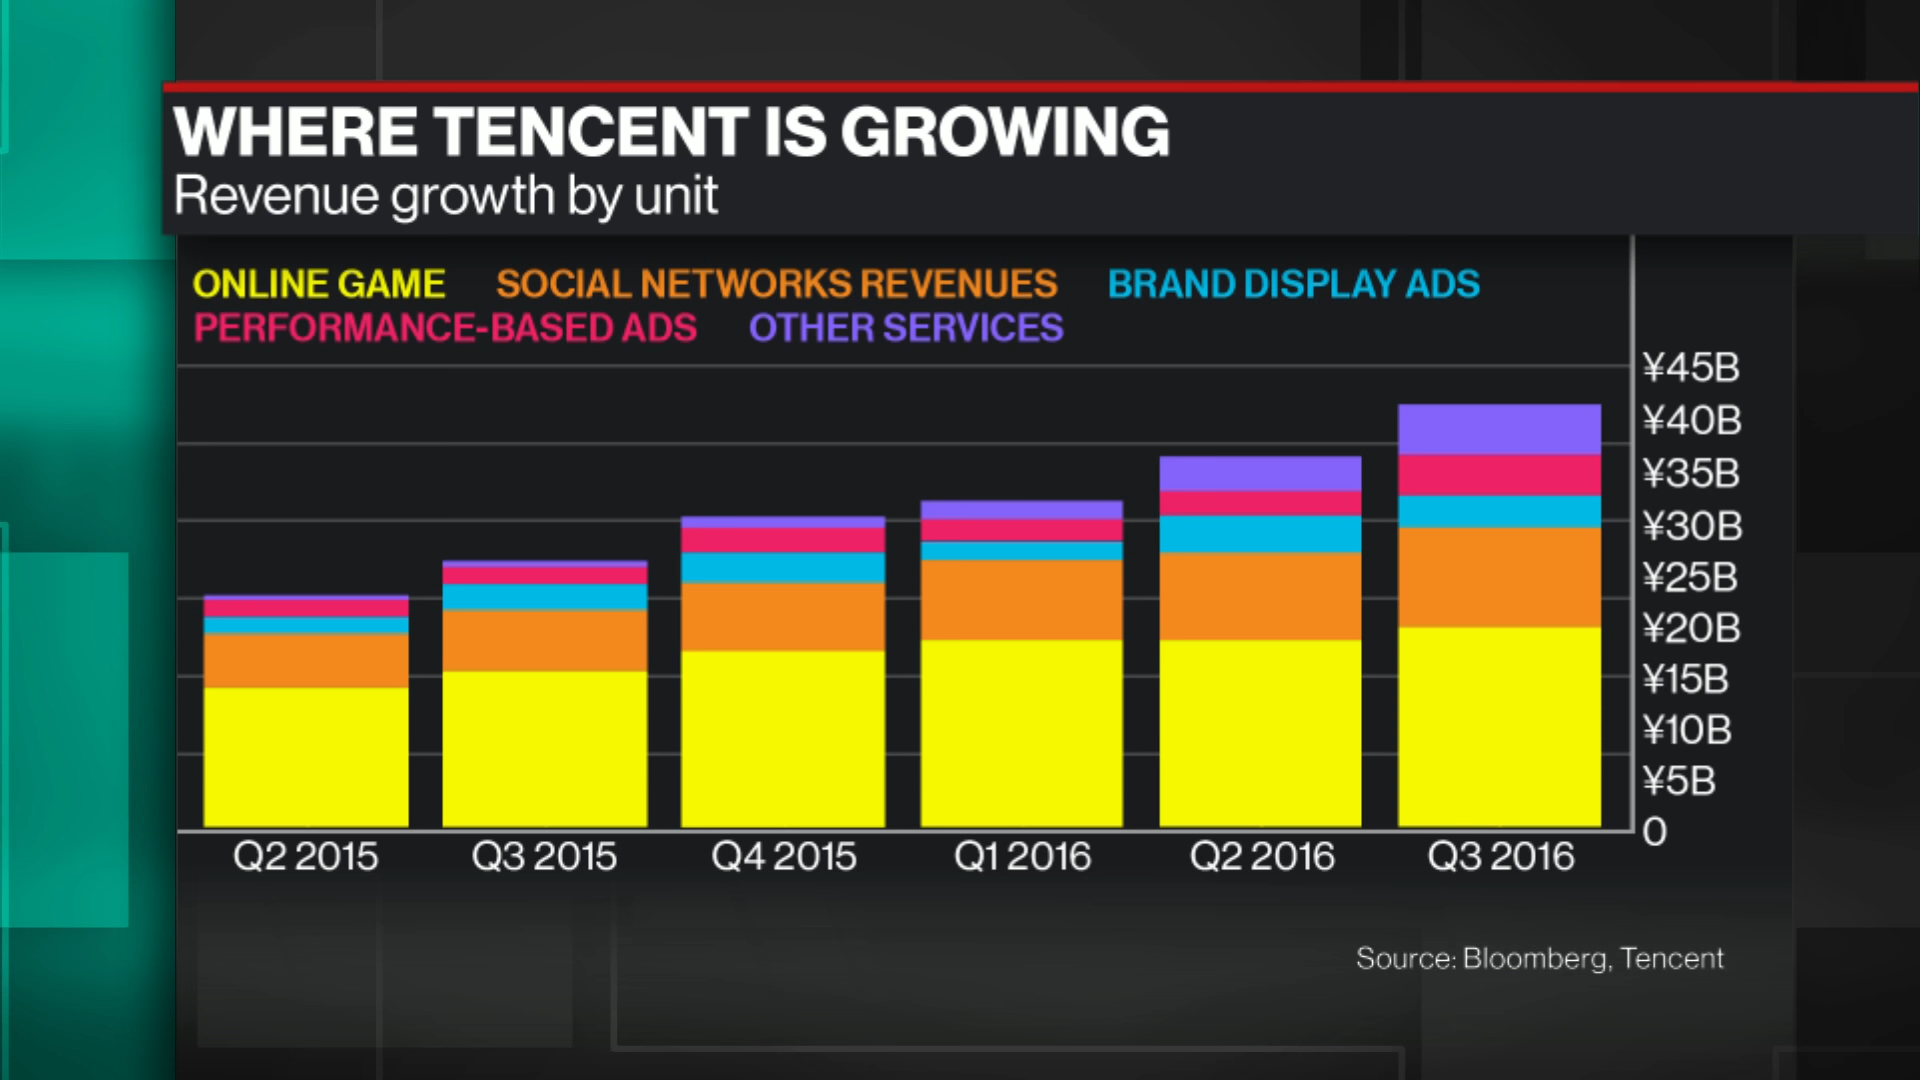 WHERE TENCENT IS GROWING
Revenue growth by unit
ONLINE GAME SOCIAL NETWORKS REVENUES BRAND DISPLAY ADS
PERFORMANCE-BASED ADS OTHER SERVICES
¥45B
¥40B
¥35B
¥30B
¥25B
¥20B
¥15B
¥10B
¥5B
0
Q2 2015 Q3 2015 Q4 2015 Q1 2016 Q2 2016 Q3 2016
Source: Bloomberg, Tencent